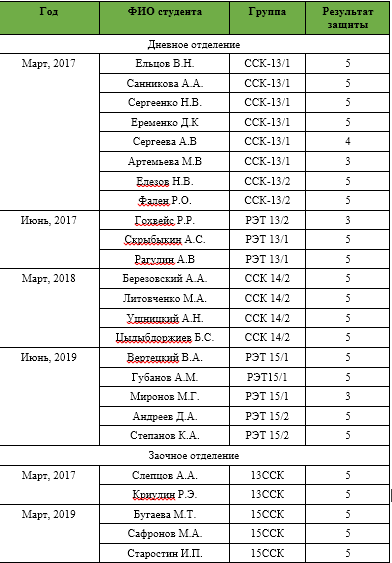 Год ФИО студента Группа Результат
защиты
Дневное отделение
Март, 2017 Ельцов В.Н. ССК-13/1 5
Санникова А.А. ССК-13/1 5
Сергеенко Н.В. ССК-13/1 5
Еременко Д.К ССК-13/1 5
Сергеева А.В ССК-13/1 4
Артемьева М.В ССК-13/1 3
Елезов Н.В. ССК-13/2 5
Фален Р.О. ССК-13/2 5
Июнь, 2017 Гохвейс Р.Р. РЭТ 13/2 3
Скрыбыкин А.С. РЭТ 13/1 5
Рагулин А.В РЭТ 13/1 5
Март, 2018 Березовский А.А. ССК 14/2 5
Литовченко М.А. ССК 14/2 5
Ушницкий А.Н. ССК 14/2 5
Цыдыбдоржиев Б.С. ССК 14/2 5
Июнь, 2019 Вертецкий В.А. РЭТ 15/1 5
Губанов А.М. РЭТ15/1 5
Миронов М.Г. РЭТ 15/1 3
Андреев Д.А. РЭТ 15/2 5
Степанов К.А. РЭТ 15/2 5
Заочное отделение
Март, 2017 Слепцов А.А. 13ССК 5
Криулин Р.Э. 13ССК 5
Март, 2019 Бугаева М.Т. 15ССК 5
Сафронов М.А. 15ССК 5
Старостин И.П. 15ССК 5